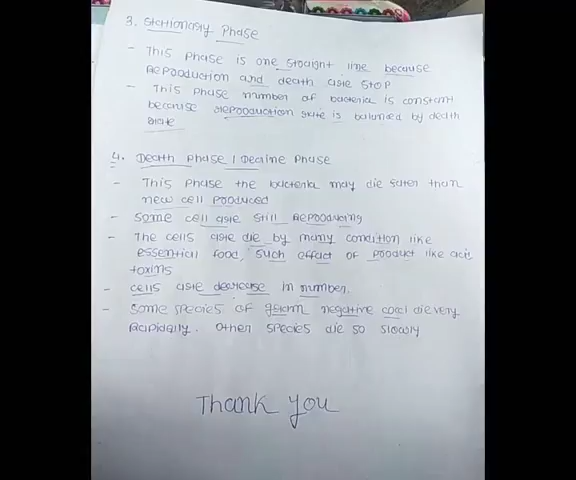 3. Stationary Phase
- This Phase is one straight line because
Reproduction and death are STOP
- This Phase number of bacteria is constant
because reproduction rate is balanced by death
rate
4. Death Phase / Decline Phase
- This Phase the bacteria may die rater than
new cell produced
- Some cell are still Reproducing
- The cells are die by many condition like
essential food, such effect of product like acid
toxins
- cells are decrease in number.
- Some species of gram negative cocci die very
Rapidally. Other species die so slowly
Thank you